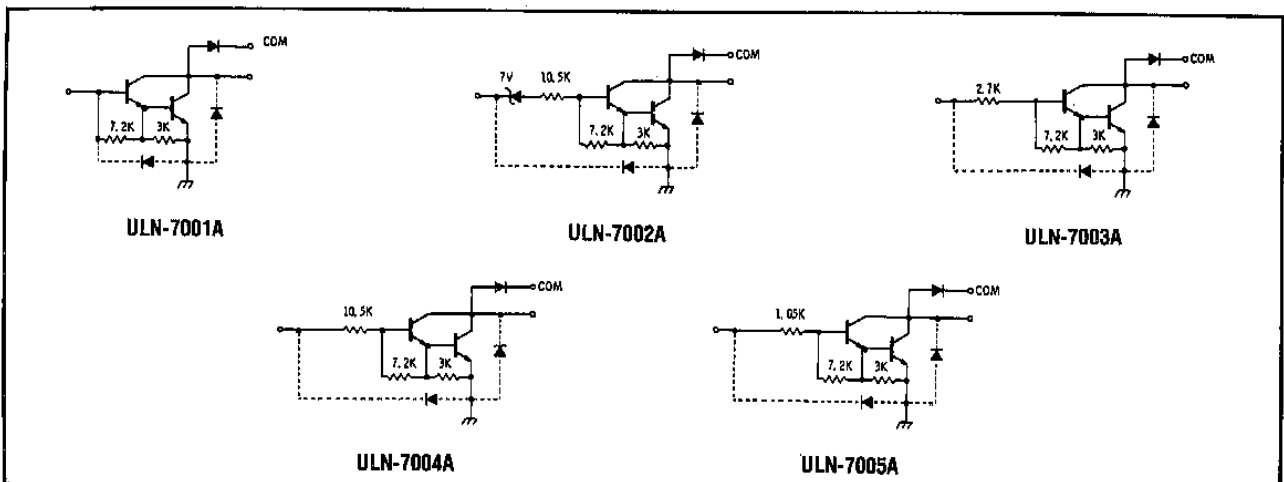 COM
7.2K 3K
ULN-7001A
7V 10.5K COM
7.2K 3K
ULN-7002A
2.7K COM
7.2K 3K
ULN-7003A
10.5K COM
7.2K 3K
ULN-7004A
1.05K COM
7.2K 3K
ULN-7005A